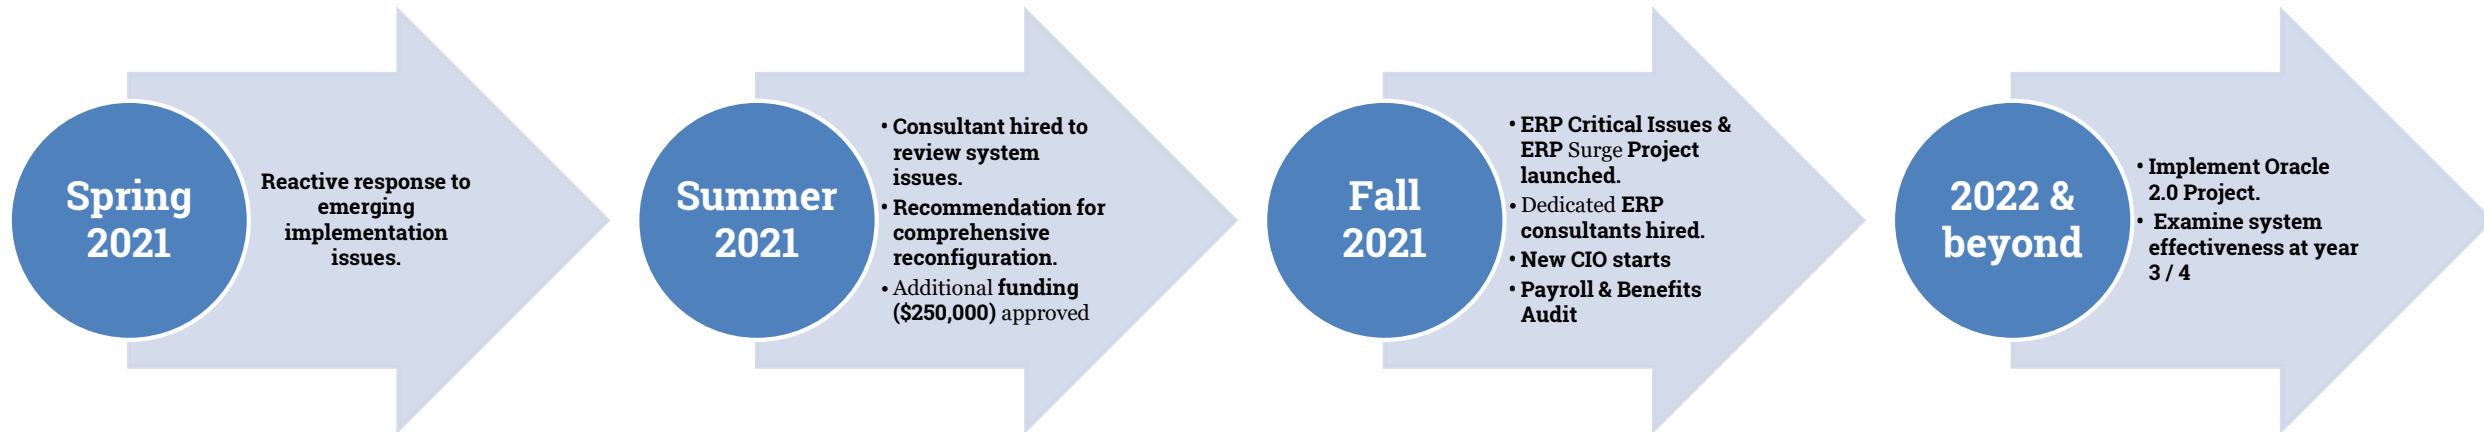 Spring
2021
Reactive response to
emerging
implementation
issues.
Summer
2021
• Consultant hired to
review system
issues.
• Recommendation for
comprehensive
reconfiguration.
• Additional funding
($250,000) approved
Fall
2021
• ERP Critical Issues &
ERP Surge Project
launched.
• Dedicated ERP
consultants hired.
• New CIO starts
• Payroll & Benefits
Audit
2022 &
beyond
• Implement Oracle
2.0 Project.
• Examine system
effectiveness at year
3 / 4